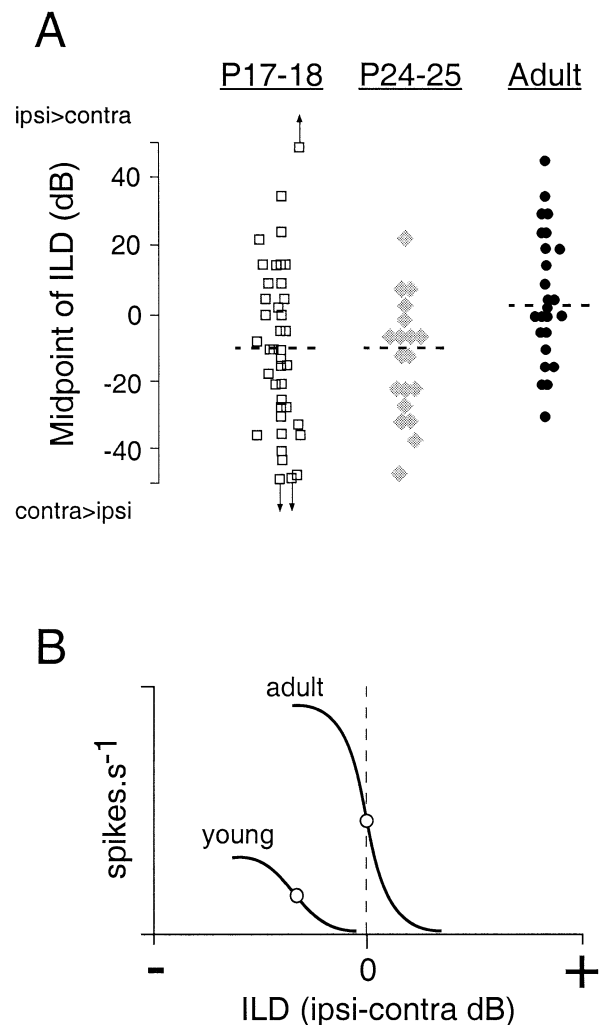 A
P17-18 P24-25 Adult
ipsi>contra
Midpoint of ILD (dB)
40
20
0
-20
-40
contra>ipsi
B
adult
young
spikes.s-1
- 0 +
ILD (ipsi-contra dB)